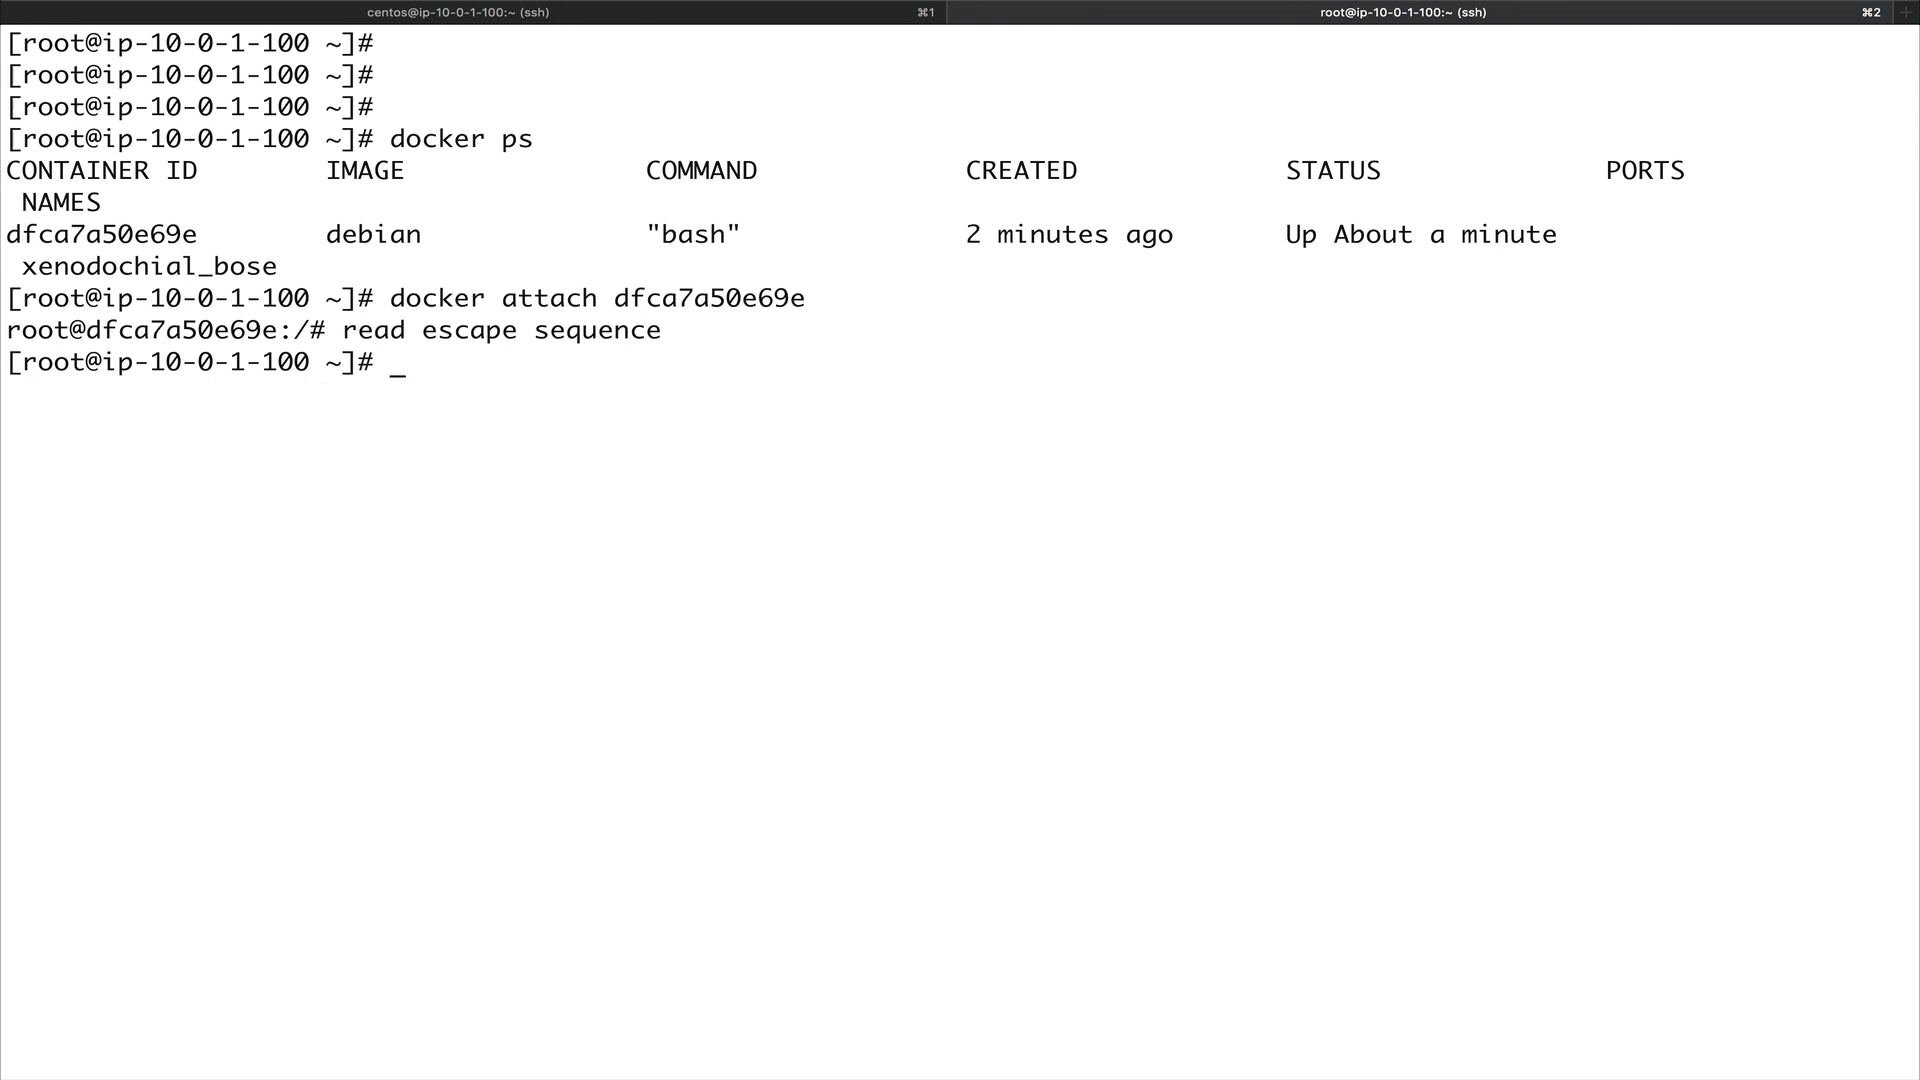 centos@ip-10-0-1-100:~ (ssh) ⌘1 root@ip-10-0-1-100:~ (ssh) ⌘2 +
[root@ip-10-0-1-100 ~]#
[root@ip-10-0-1-100 ~]#
[root@ip-10-0-1-100 ~]#
[root@ip-10-0-1-100 ~]# docker ps
CONTAINER ID        IMAGE               COMMAND             CREATED             STATUS              PORTS
 NAMES
dfca7a50e69e        debian              "bash"              2 minutes ago       Up About a minute
 xenodochial_bose
[root@ip-10-0-1-100 ~]# docker attach dfca7a50e69e
root@dfca7a50e69e:/# read escape sequence
[root@ip-10-0-1-100 ~]# _